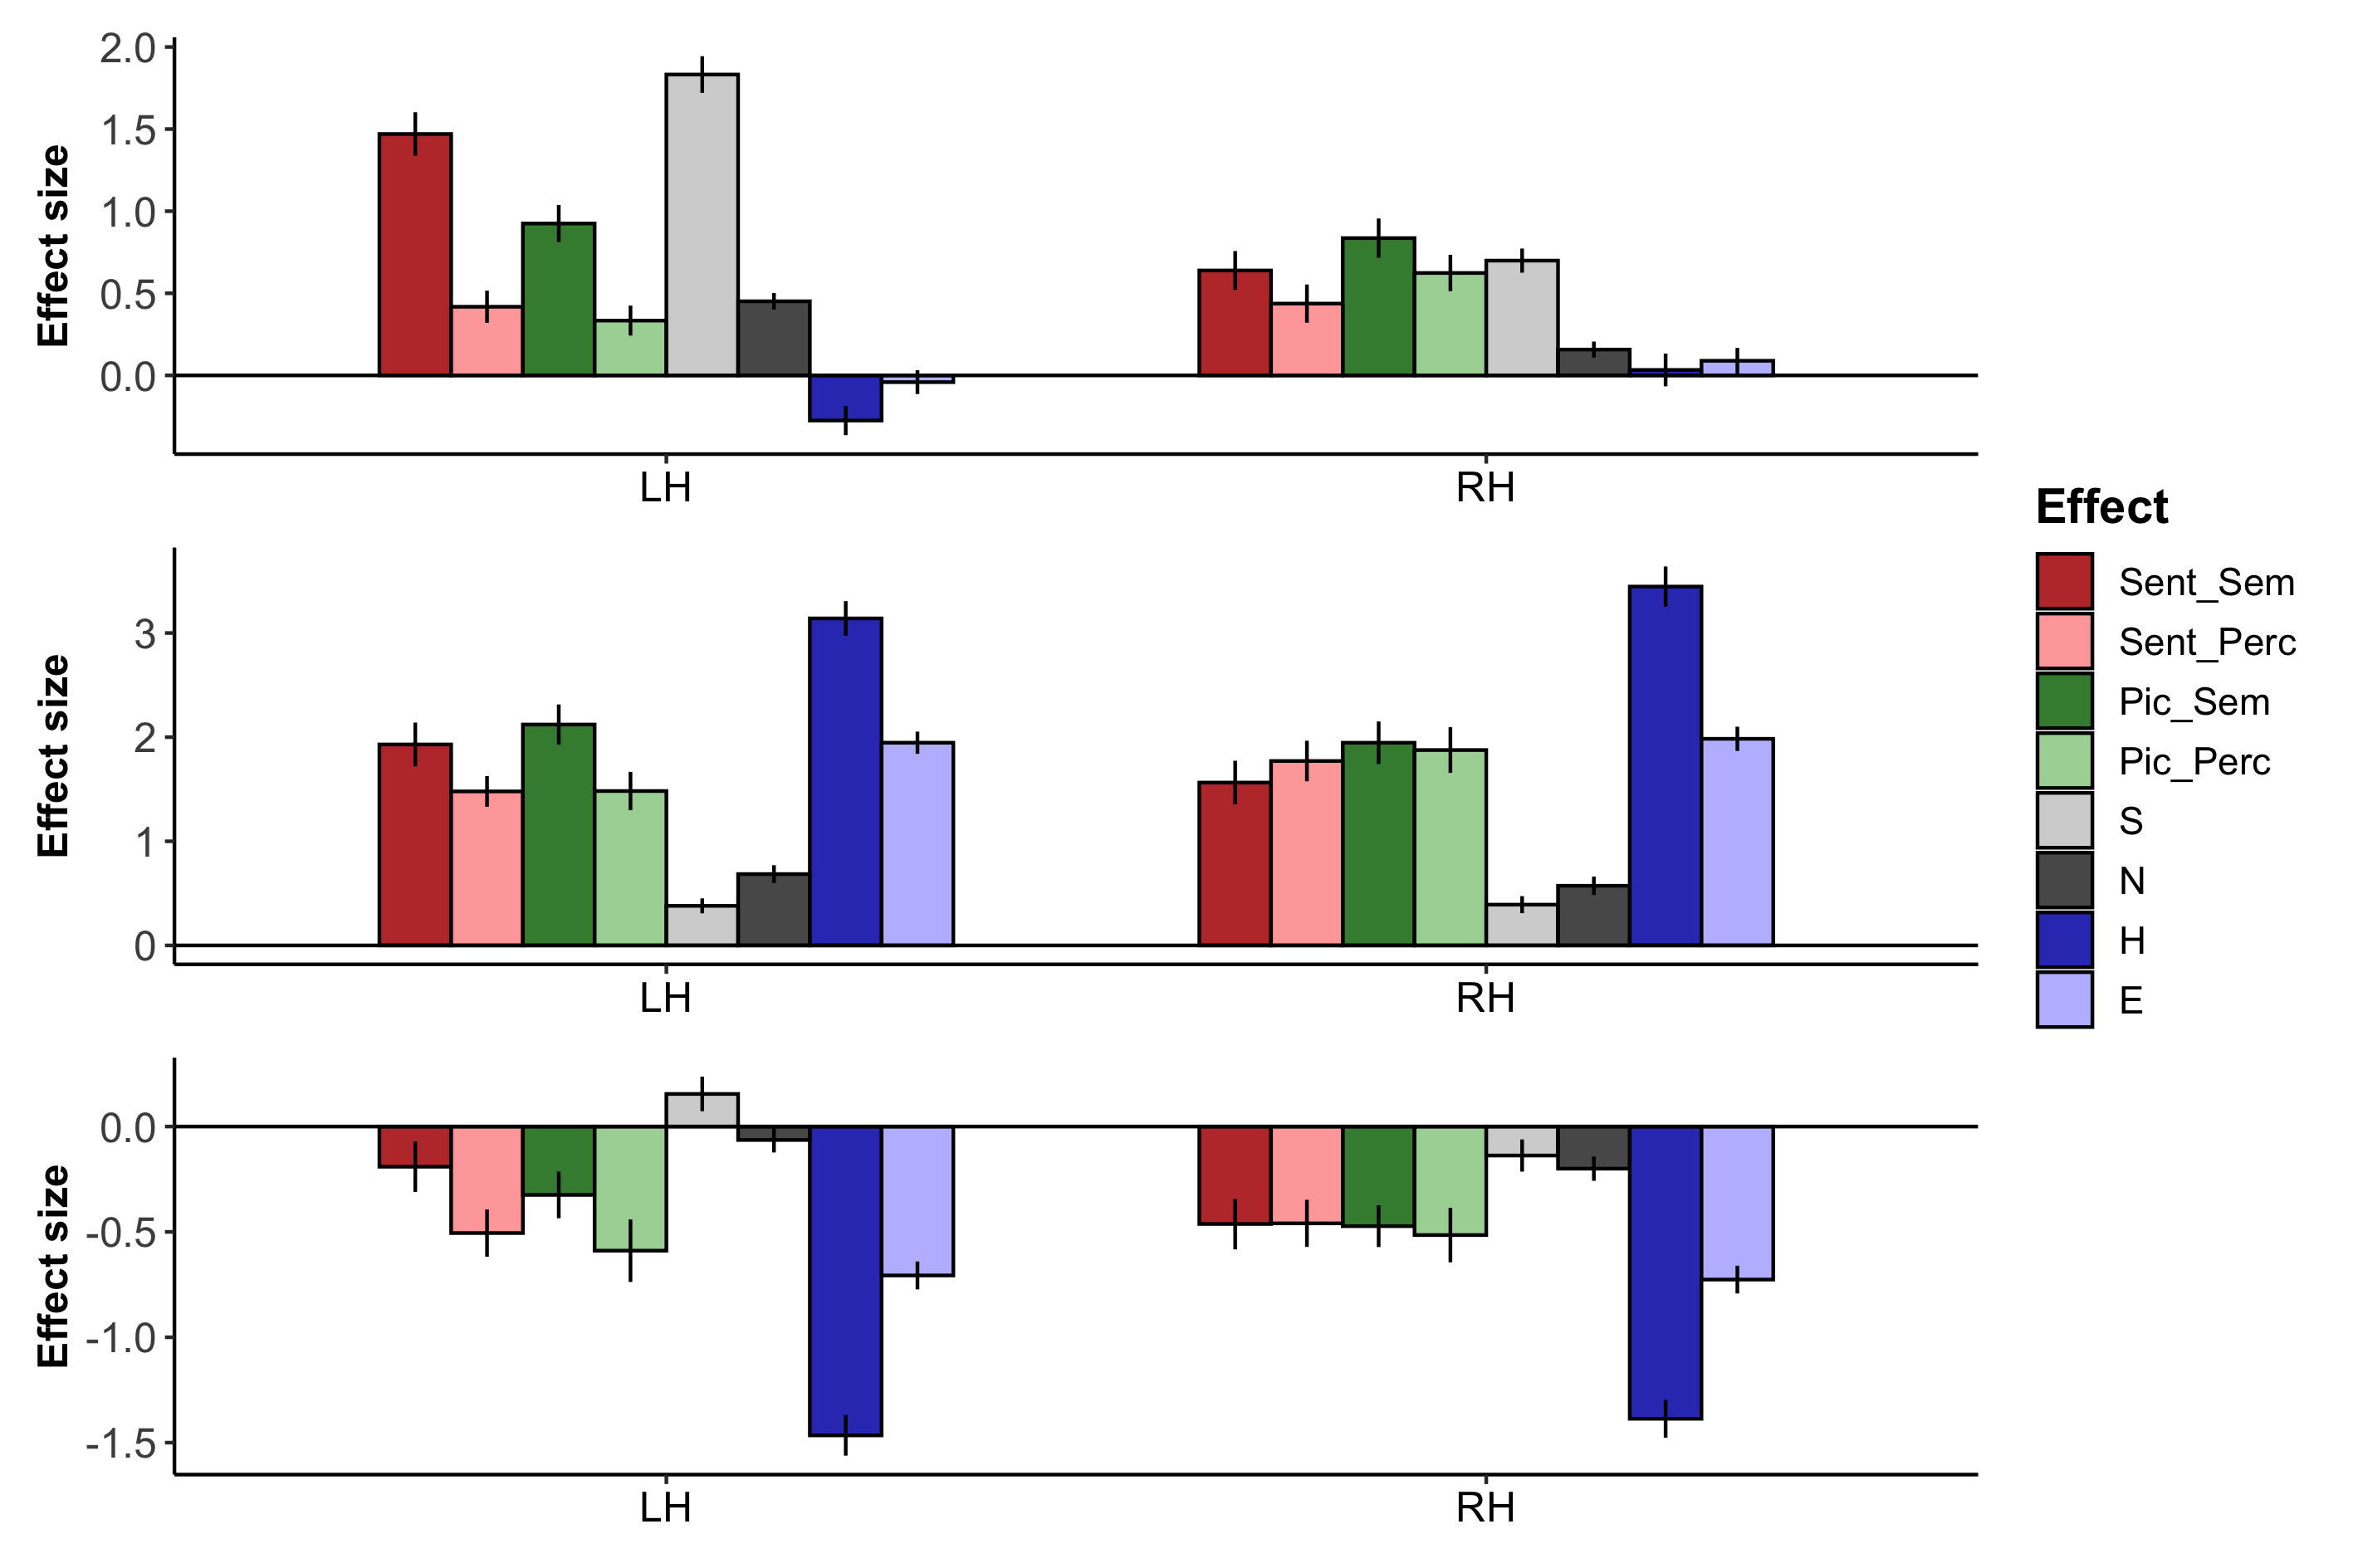 Effect size
2.0
1.5
1.0
0.5
0.0
LH RH
Effect size
3
2
1
0
LH RH
Effect size
0.0
-0.5
-1.0
-1.5
LH RH
Effect
Sent_Sem
Sent_Perc
Pic_Sem
Pic_Perc
S
N
H
E